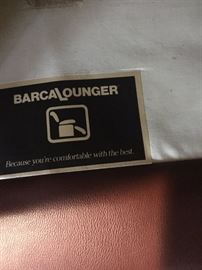 BARCALOUNGER
Because you're comfortable with the best.